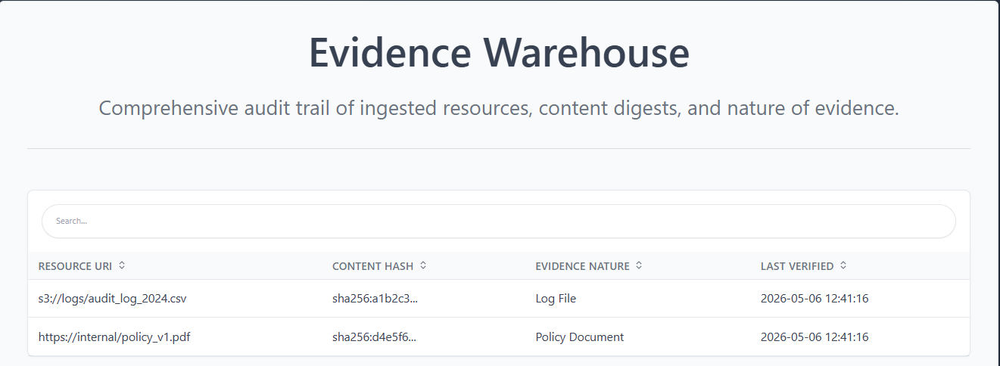 Evidence Warehouse
Comprehensive audit trail of ingested resources, content digests, and nature of evidence.
Search...
RESOURCE URI CONTENT HASH EVIDENCE NATURE LAST VERIFIED
s3://logs/audit_log_2024.csv sha256:a1b2c3... Log File 2026-05-06 12:41:16
https://internal/policy_v1.pdf sha256:d4e5f6... Policy Document 2026-05-06 12:41:16